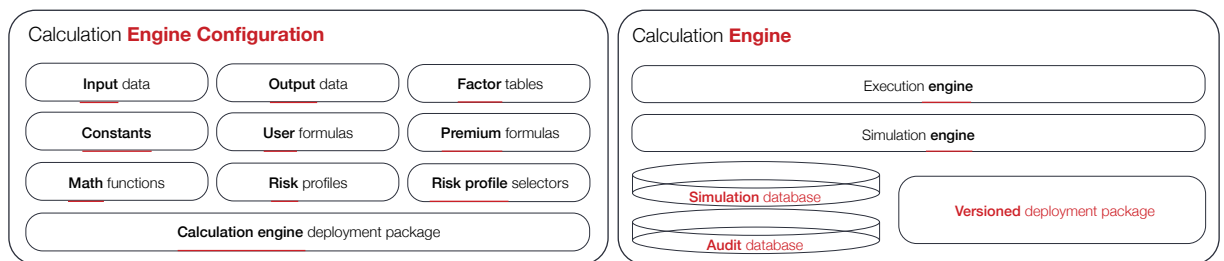 Calculation Engine Configuration
Input data
Output data
Factor tables
Constants
User formulas
Premium formulas
Math functions
Risk profiles
Risk profile selectors
Calculation engine deployment package
Calculation Engine
Execution engine
Simulation engine
Simulation database
Versioned deployment package
Audit database